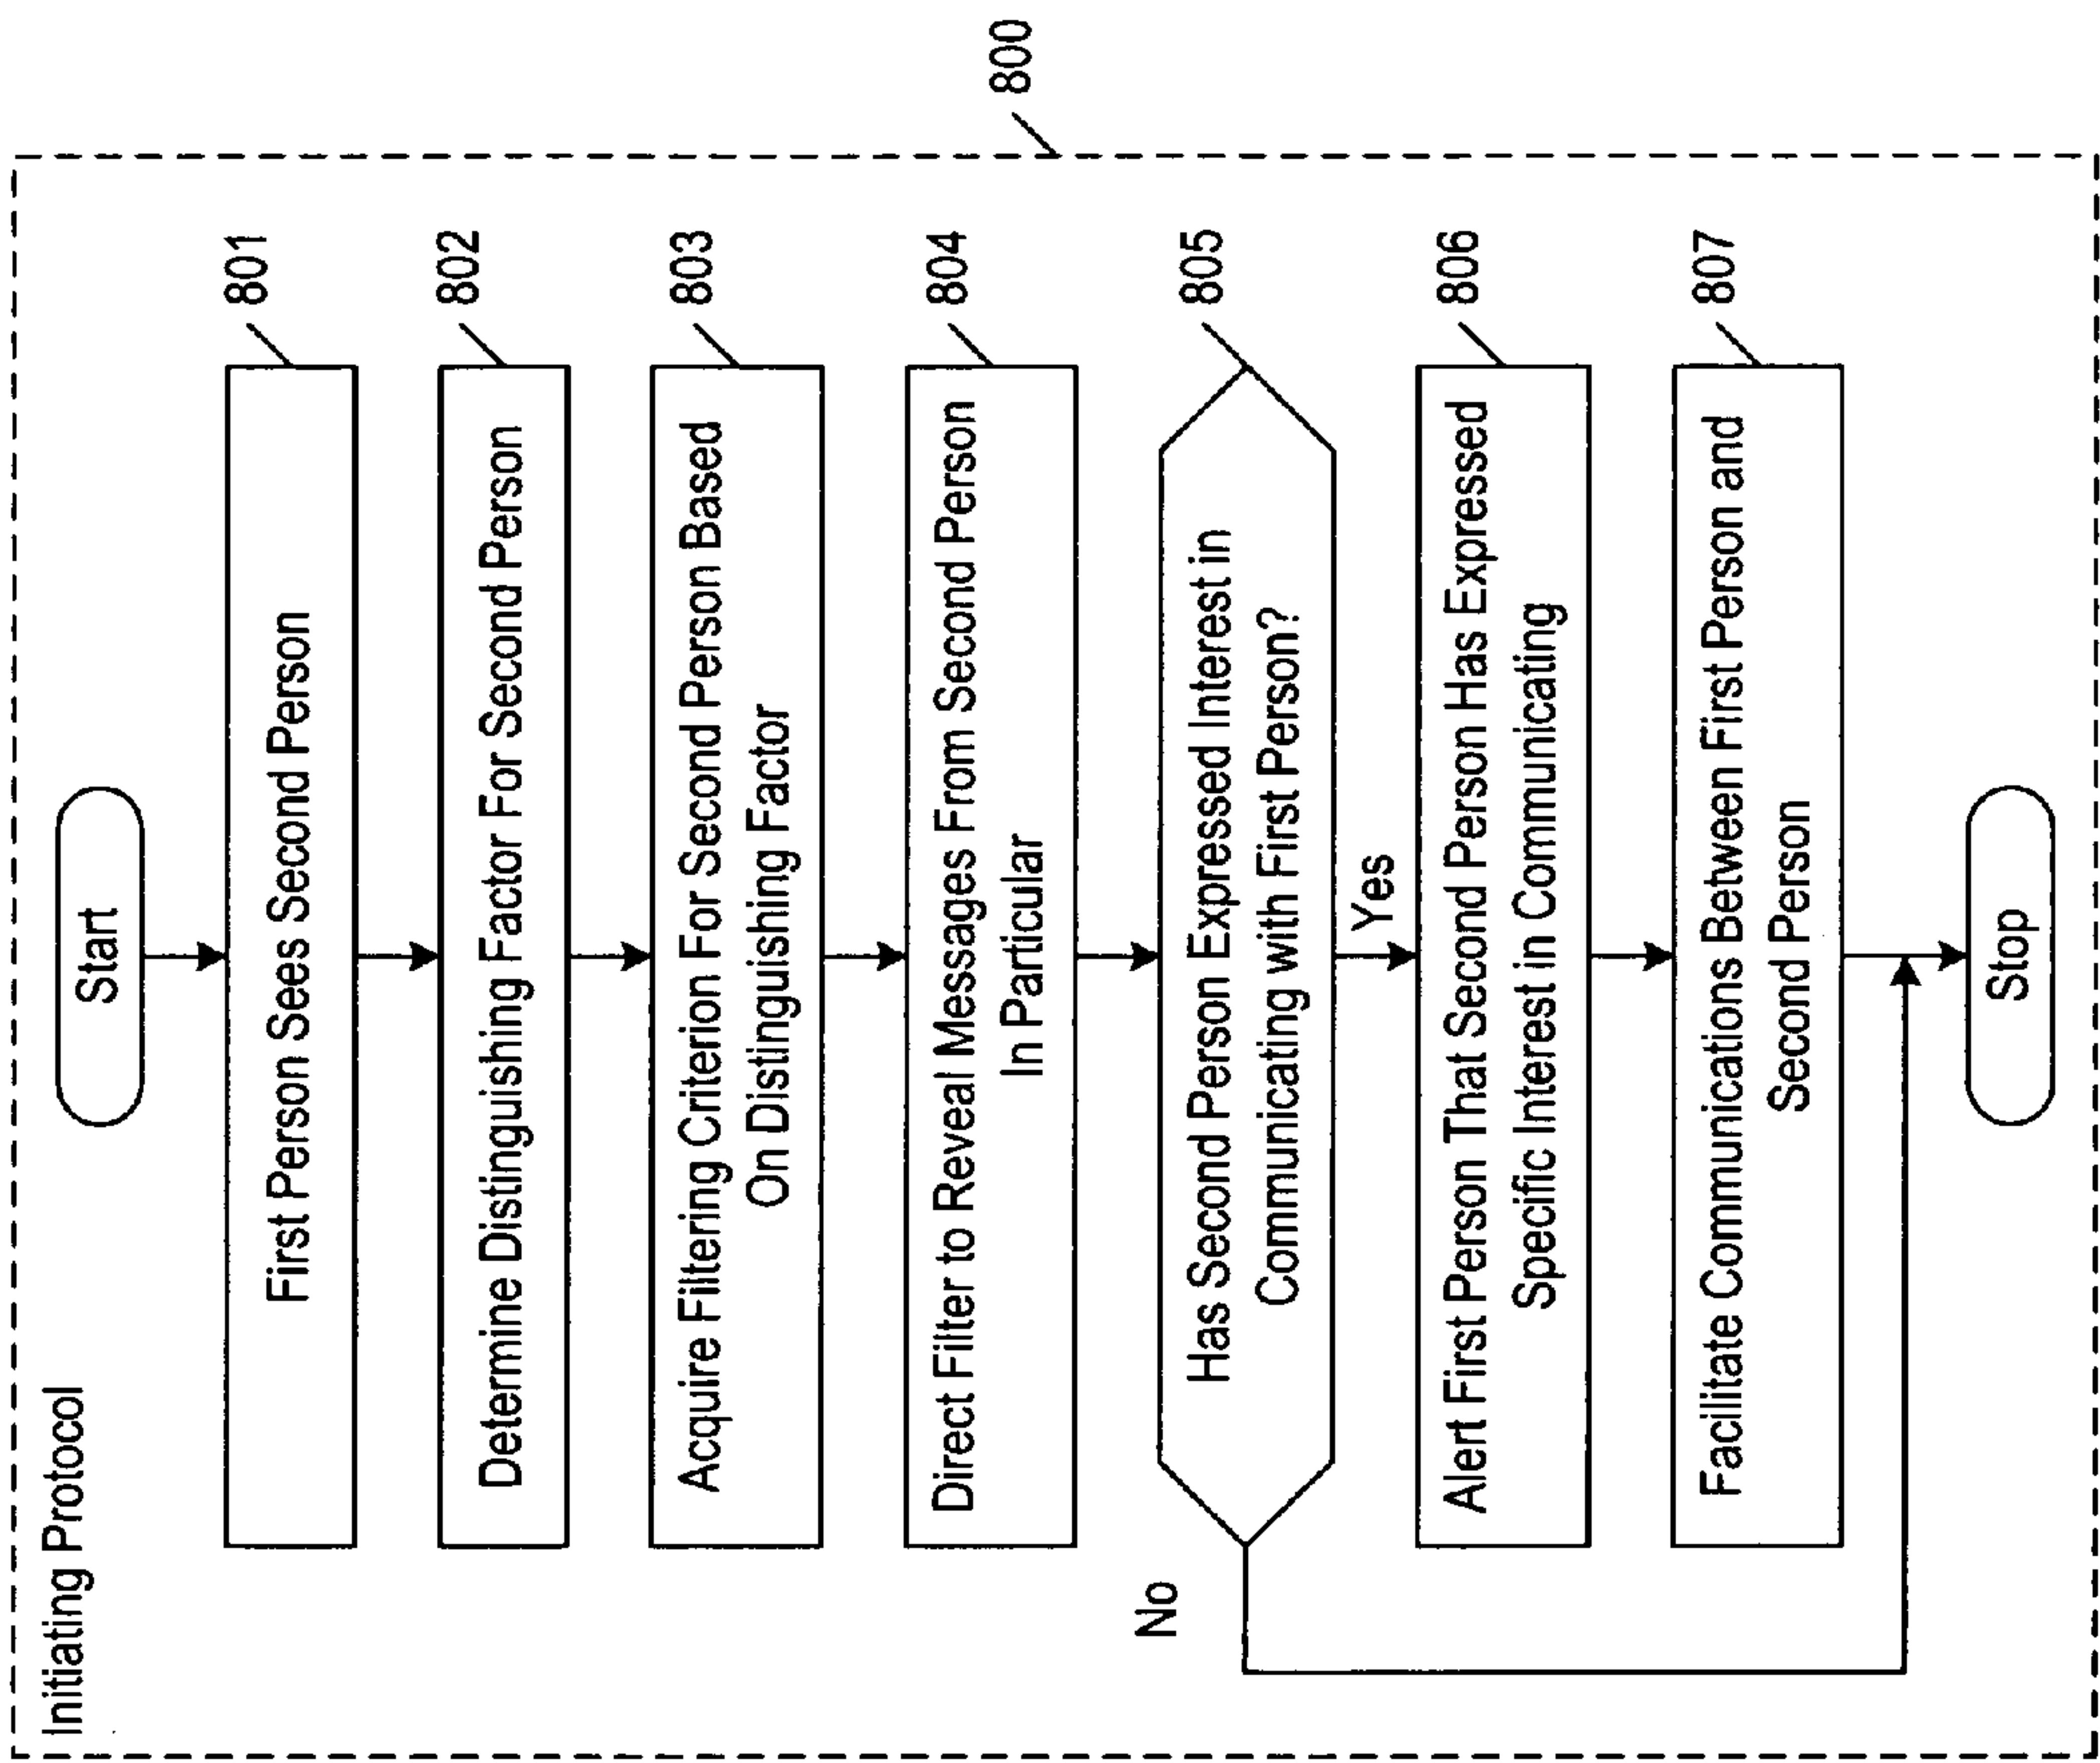 Initiating Protocol
800
Start
First Person Sees Second Person
801
Determine Distinguishing Factor For Second Person
802
Acquire Filtering Criterion For Second Person Based
On Distinguishing Factor
803
Direct Filter to Reveal Messages From Second Person
In Particular
804
Has Second Person Expressed Interest in
Communicating with First Person?
805
No
Yes
Alert First Person That Second Person Has Expressed
Specific Interest in Communicating
806
Facilitate Communications Between First Person and
Second Person
807
Stop